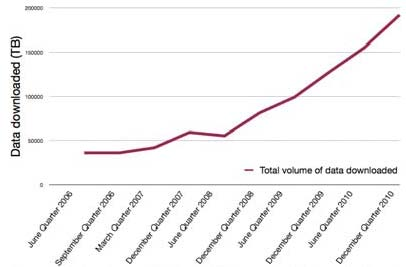 200000
150000
100000
50000
0
Data downloaded (TB)
Total volume of data downloaded
June Quarter 2006
September Quarter 2006
March Quarter 2007
December Quarter 2007
June Quarter 2008
December Quarter 2008
June Quarter 2009
December Quarter 2009
June Quarter 2010
December Quarter 2010